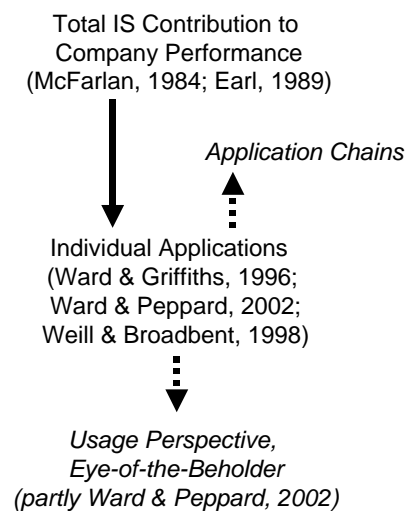 Total IS Contribution to
Company Performance
(McFarlan, 1984; Earl, 1989)
Application Chains
Individual Applications
(Ward & Griffiths, 1996;
Ward & Peppard, 2002;
Weill & Broadbent, 1998)
Usage Perspective,
Eye-of-the-Beholder
(partly Ward & Peppard, 2002)